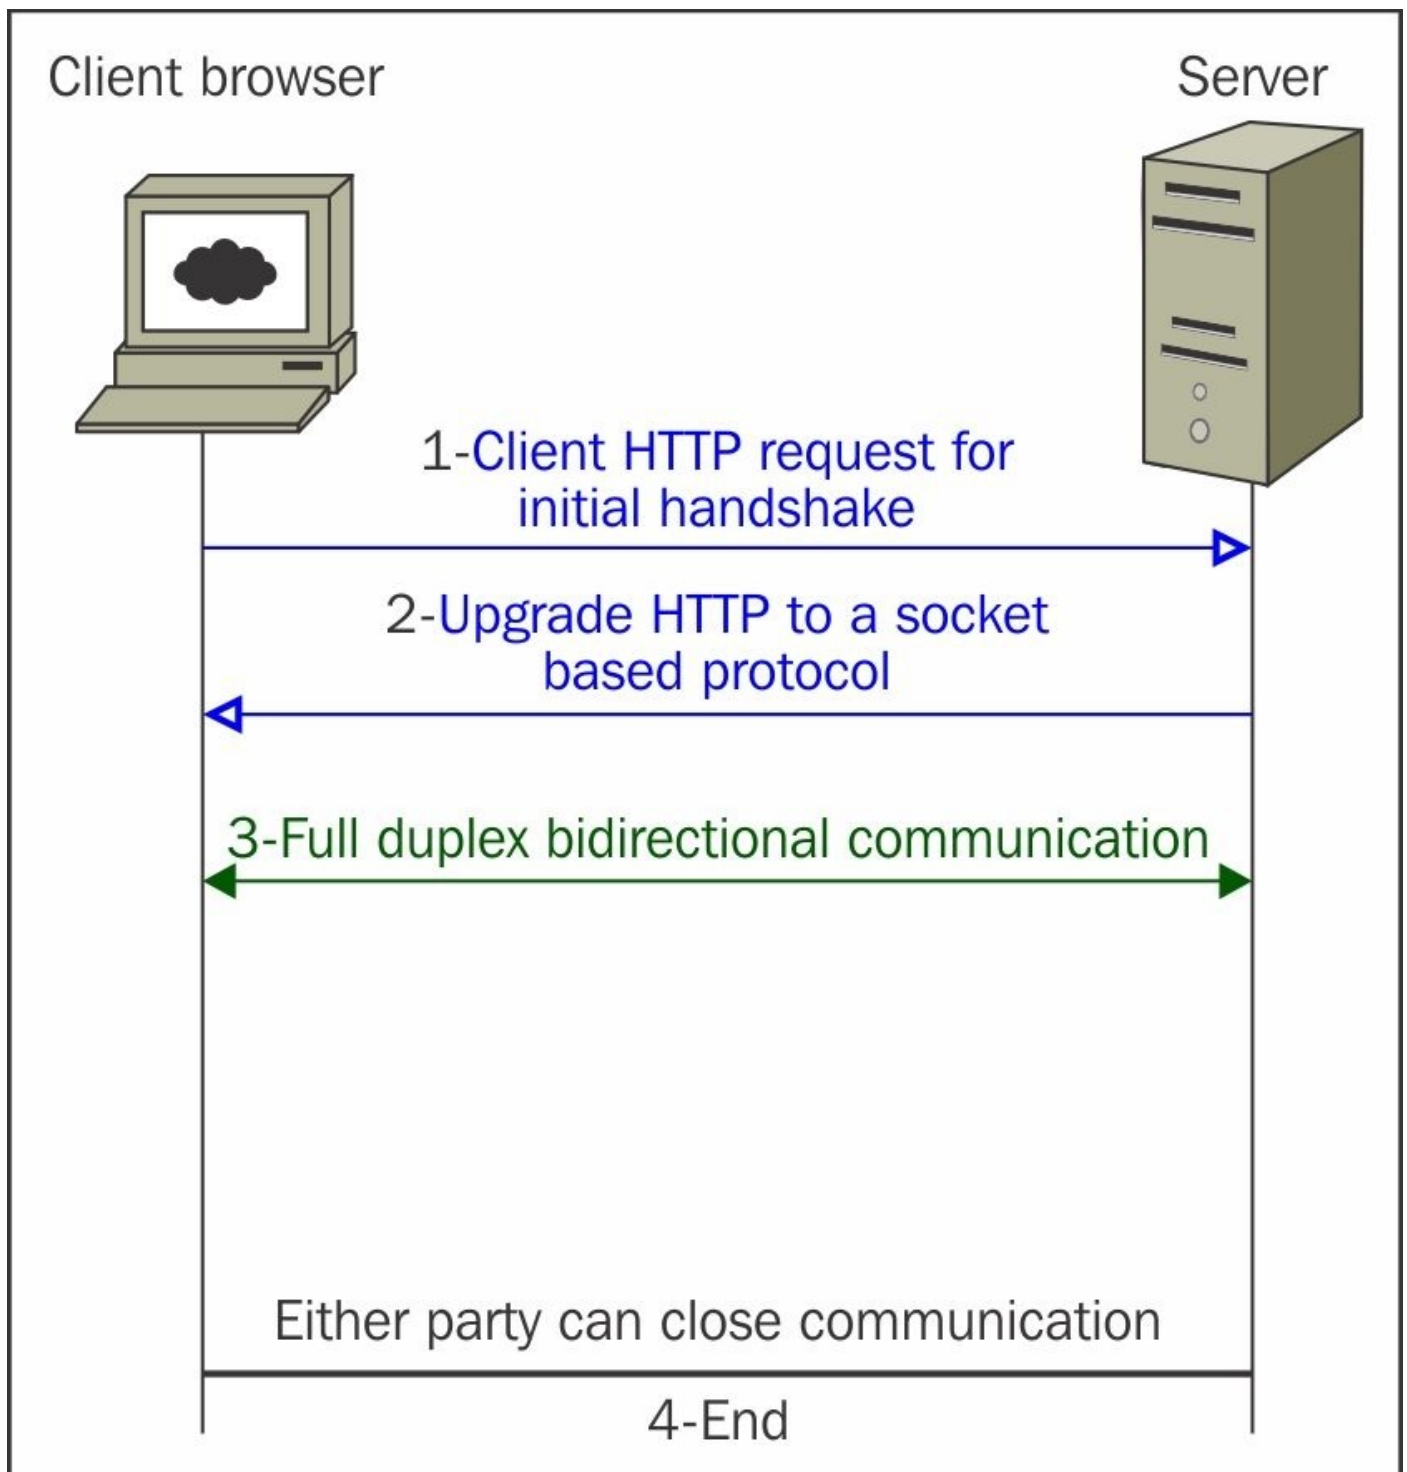 Client browser
Server
1-Client HTTP request for
initial handshake
2-Upgrade HTTP to a socket
based protocol
3-Full duplex bidirectional communication
Either party can close communication
4-End